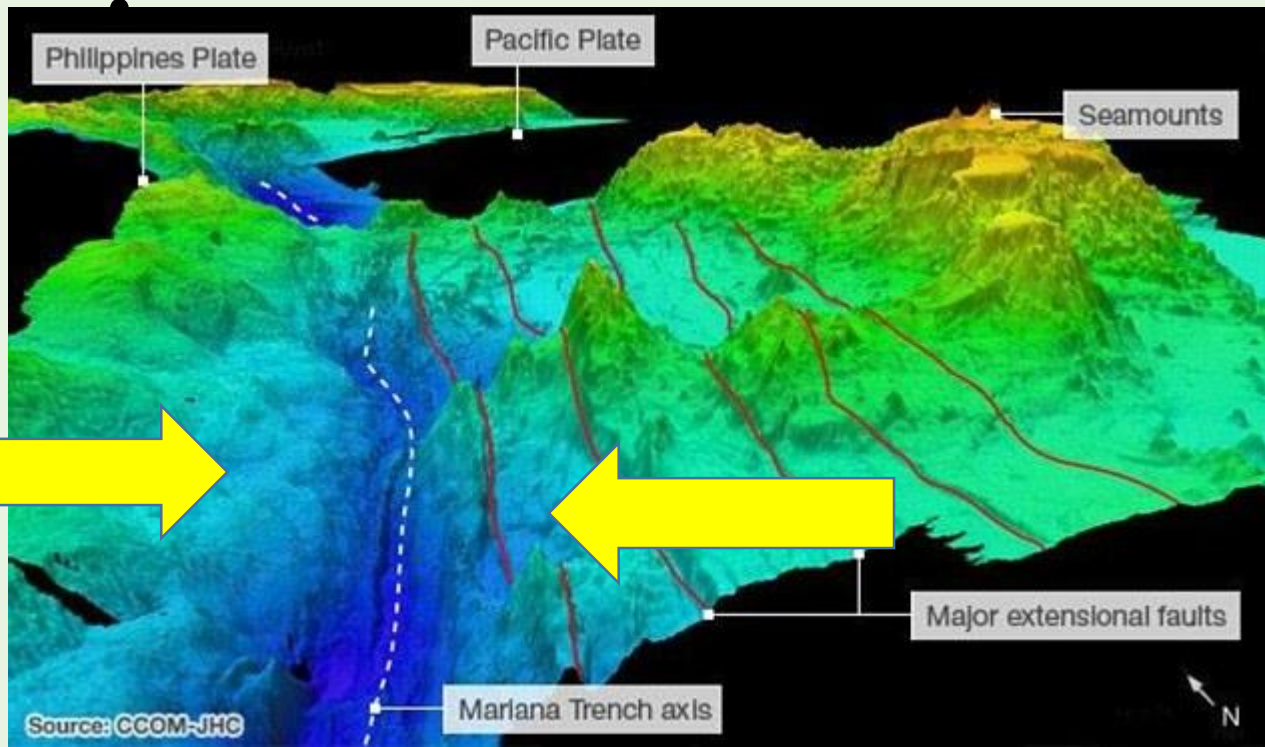 Philippines Plate
Pacific Plate
Seamounts
Major extensional faults
Mariana Trench axis
Source: CCOM-JHC
N